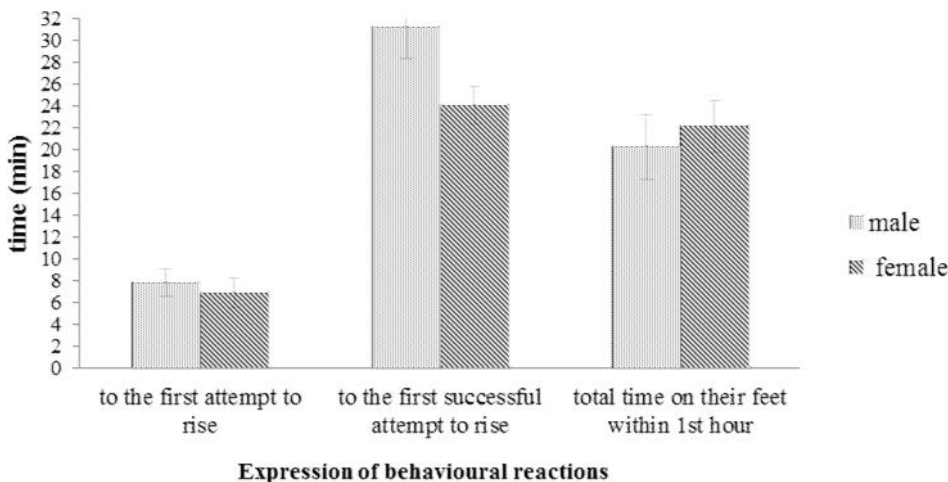 32
30
28
26
24
22
20
18
16
14
12
10
8
6
4
2
0
time (min)
to the first attempt to
rise
to the first successful
attempt to rise
total time on their feet
within 1st hour
Expression of behavioural reactions
male
female